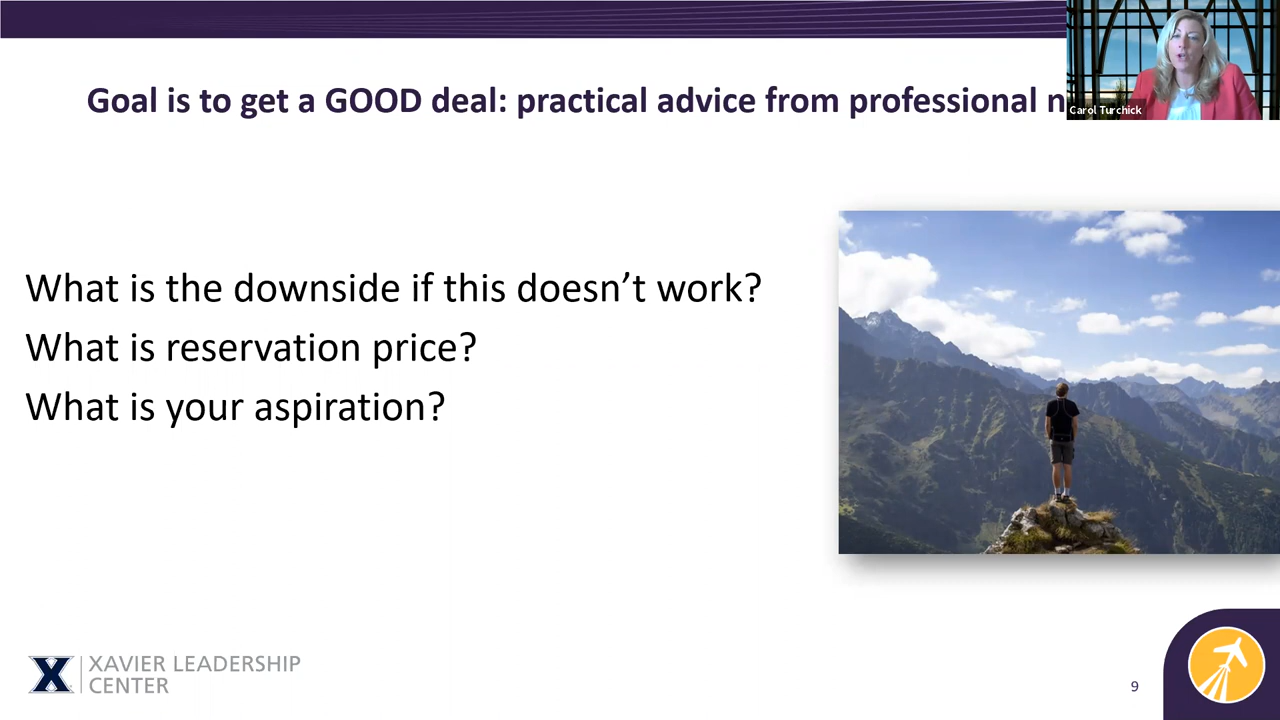 Goal is to get a GOOD deal: practical advice from professional
Carol Turchick
What is the downside if this doesn’t work?
What is reservation price?
What is your aspiration?
X
XAVIER LEADERSHIP
CENTER
9